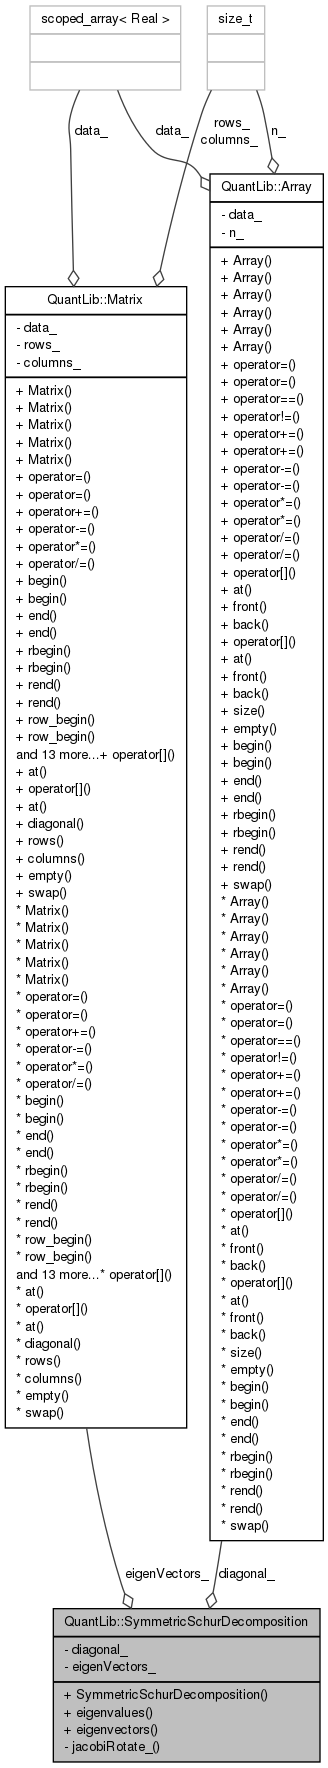 scoped_array< Real >
size_t
data_
data_
rows_
columns_
n_
QuantLib::Array
- data_
- n_
+ Array()
+ Array()
+ Array()
+ Array()
+ Array()
+ Array()
+ operator=()
+ operator=()
+ operator==()
+ operator!=()
+ operator+=()
+ operator+=()
+ operator-=()
+ operator-=()
+ operator*=()
+ operator*=()
+ operator/=()
+ operator/=()
+ operator[]()
+ at()
+ front()
+ back()
+ operator[]()
+ at()
+ front()
+ back()
+ size()
+ empty()
+ begin()
+ begin()
+ end()
+ end()
+ rbegin()
+ rbegin()
+ rend()
+ rend()
+ swap()
* Array()
* Array()
* Array()
* Array()
* Array()
* Array()
* operator=()
* operator=()
* operator==()
* operator!=()
* operator+=()
* operator+=()
* operator-=()
* operator-=()
* operator*=()
* operator*=()
* operator/=()
* operator/=()
* operator[]()
* at()
* front()
* back()
* operator[]()
* at()
* front()
* back()
* size()
* empty()
* begin()
* begin()
* end()
* end()
* rbegin()
* rbegin()
* rend()
* rend()
* swap()
QuantLib::Matrix
- data_
- rows_
- columns_
+ Matrix()
+ Matrix()
+ Matrix()
+ Matrix()
+ Matrix()
+ operator=()
+ operator=()
+ operator+=()
+ operator-=()
+ operator*=()
+ operator/=()
+ begin()
+ begin()
+ end()
+ end()
+ rbegin()
+ rbegin()
+ rend()
+ rend()
+ row_begin()
+ row_begin()
and 13 more...+ operator[]()
+ at()
+ operator[]()
+ at()
+ diagonal()
+ rows()
+ columns()
+ empty()
+ swap()
* Matrix()
* Matrix()
* Matrix()
* Matrix()
* Matrix()
* operator=()
* operator=()
* operator+=()
* operator-=()
* operator*=()
* operator/=()
* begin()
* begin()
* end()
* end()
* rbegin()
* rbegin()
* rend()
* rend()
* row_begin()
* row_begin()
and 13 more...* operator[]()
* at()
* operator[]()
* at()
* diagonal()
* rows()
* columns()
* empty()
* swap()
eigenVectors_
diagonal_
QuantLib::SymmetricSchurDecomposition
- diagonal_
- eigenVectors_
+ SymmetricSchurDecomposition()
+ eigenvalues()
+ eigenvectors()
- jacobiRotate_()